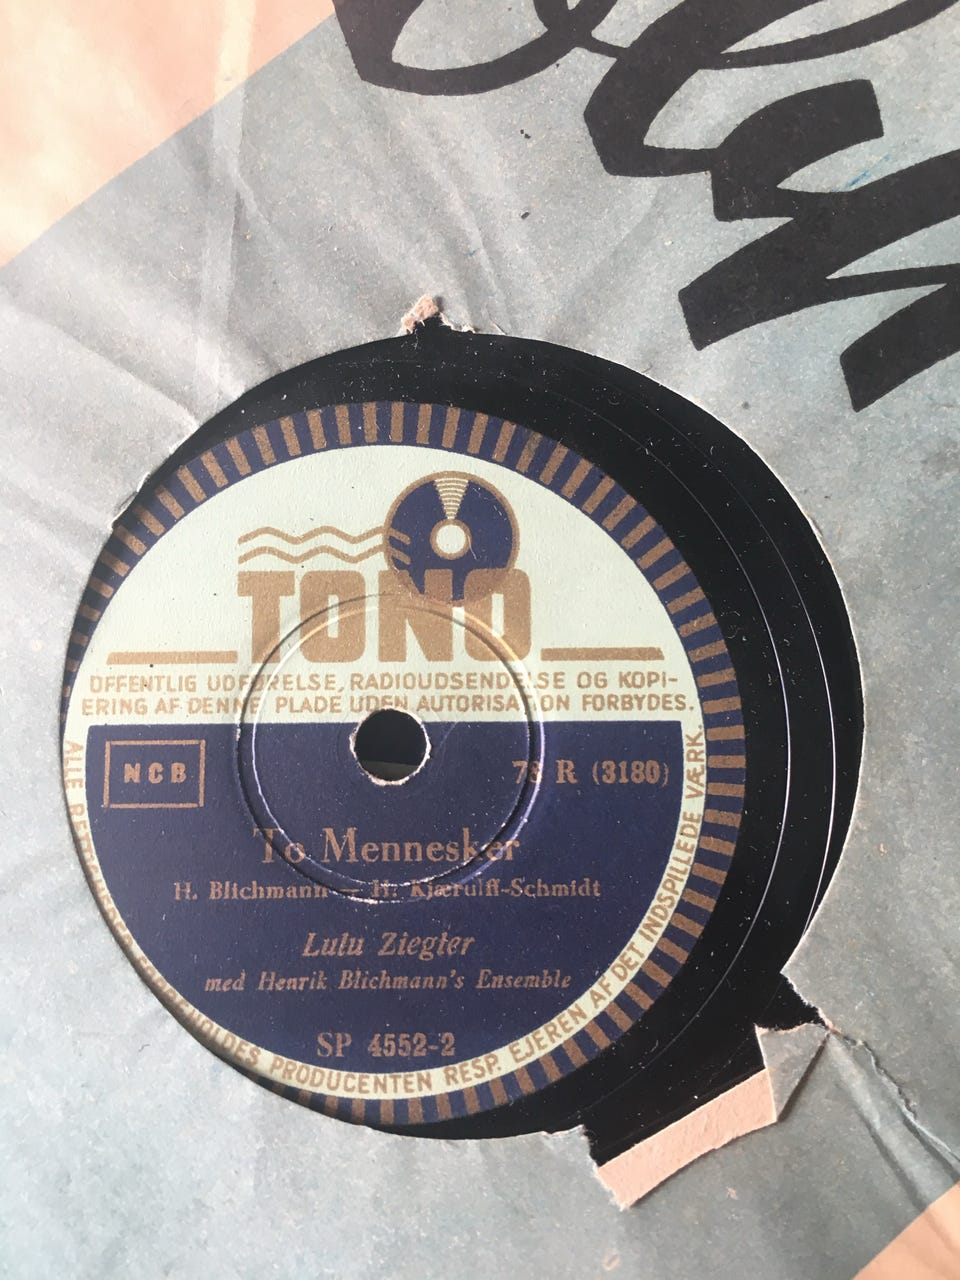 TONO
OFFENTLIG UDFØRELSE, RADIOUDSENDELSE OG KOPI-
ERING AF DENNE PLADE UDEN AUTORISATION FORBYDES.
NCB
78 R (3180)
To Mennesker
H. Blichmann — H. Kjærulff-Schmidt
Lulu Ziegler
med Henrik Blichmann's Ensemble
SP 4552-2
ALLE PRODUCENTEN RESP. EJEREN AF DET INDSPILLEDE VÆRK.